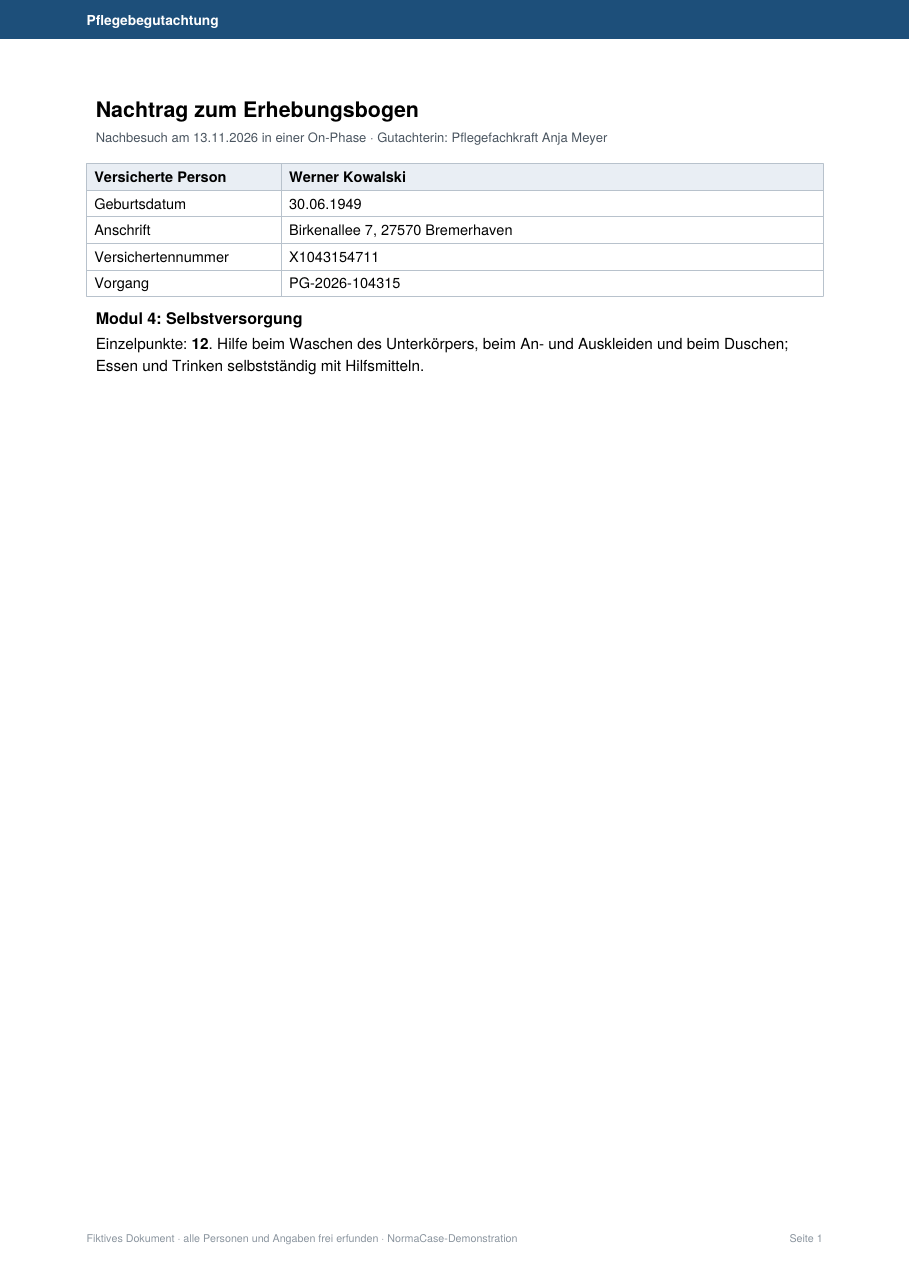 Pflegebegutachtung
Nachtrag zum Erhebungsbogen
Nachbesuch am 13.11.2026 in einer On-Phase · Gutachterin: Pflegefachkraft Anja Meyer
Versicherte Person Werner Kowalski
Geburtsdatum 30.06.1949
Anschrift Birkenallee 7, 27570 Bremerhaven
Versichertennummer X1043154711
Vorgang PG-2026-104315
Modul 4: Selbstversorgung
Einzelpunkte: 12. Hilfe beim Waschen des Unterkörpers, beim An- und Auskleiden und beim Duschen;
Essen und Trinken selbstständig mit Hilfsmitteln.
Fiktives Dokument · alle Personen und Angaben frei erfunden · NormaCase-Demonstration Seite 1